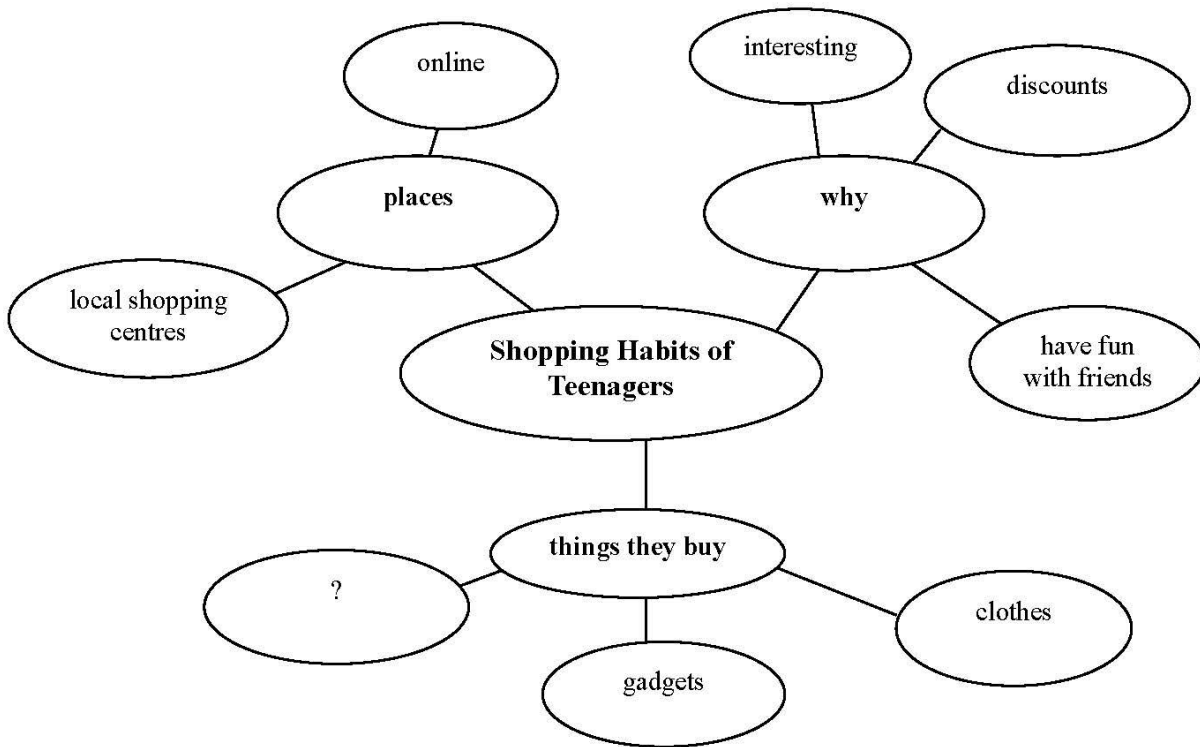 interesting
online
discounts
places
why
local shopping
centres
Shopping Habits of
Teenagers
have fun
with friends
things they buy
?
clothes
gadgets